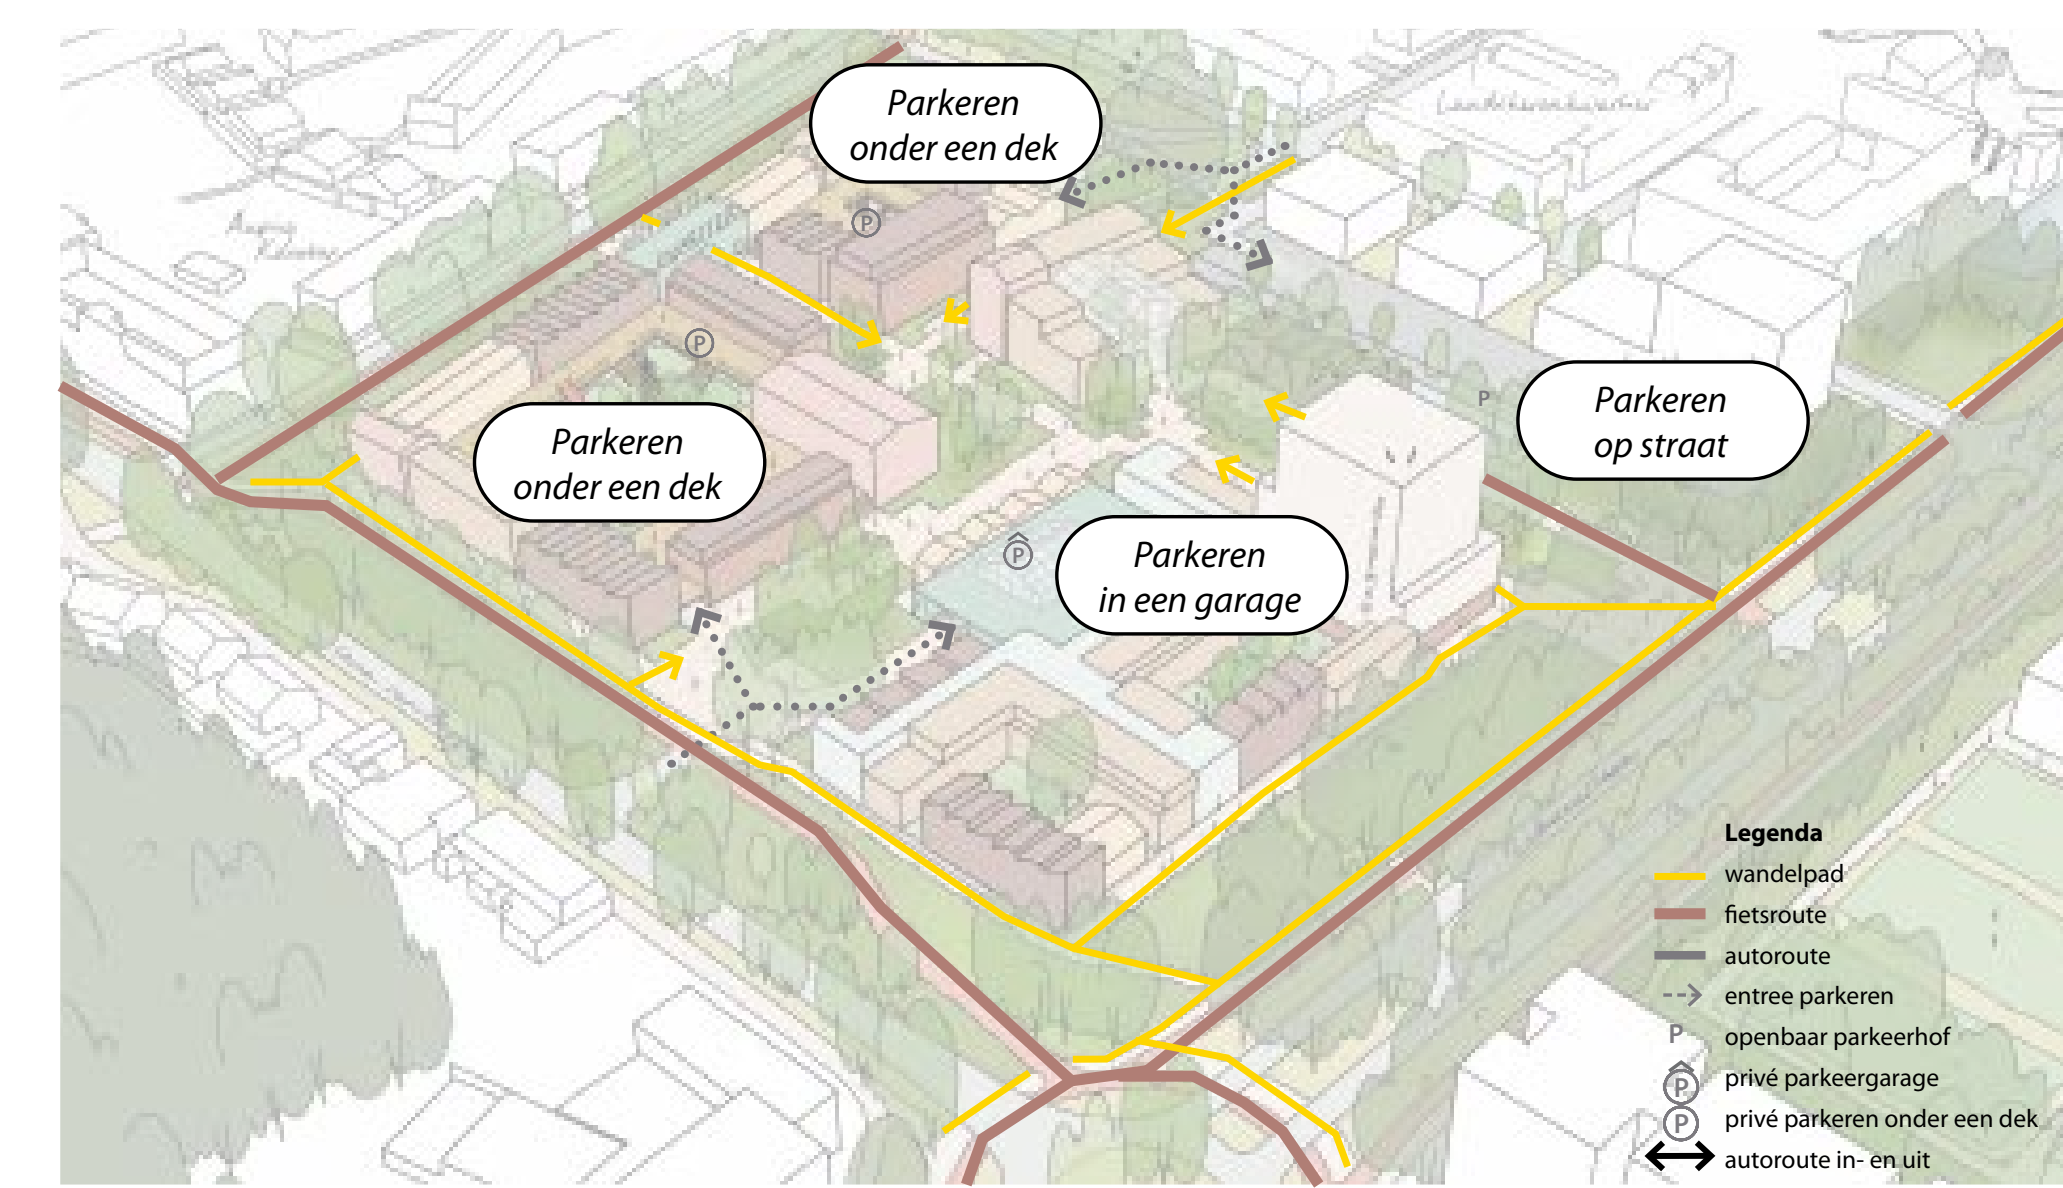 Parkeren
onder een dek
P
P
Parkeren
onder een dek
P
Parkeren
op straat
P
Parkeren
in een garage
Legenda
wandelpad
fietsroute
autoroute
entree parkeren
P openbaar parkeerhof
P privé parkeergarage
P privé parkeren onder een dek
autoroute in- en uit